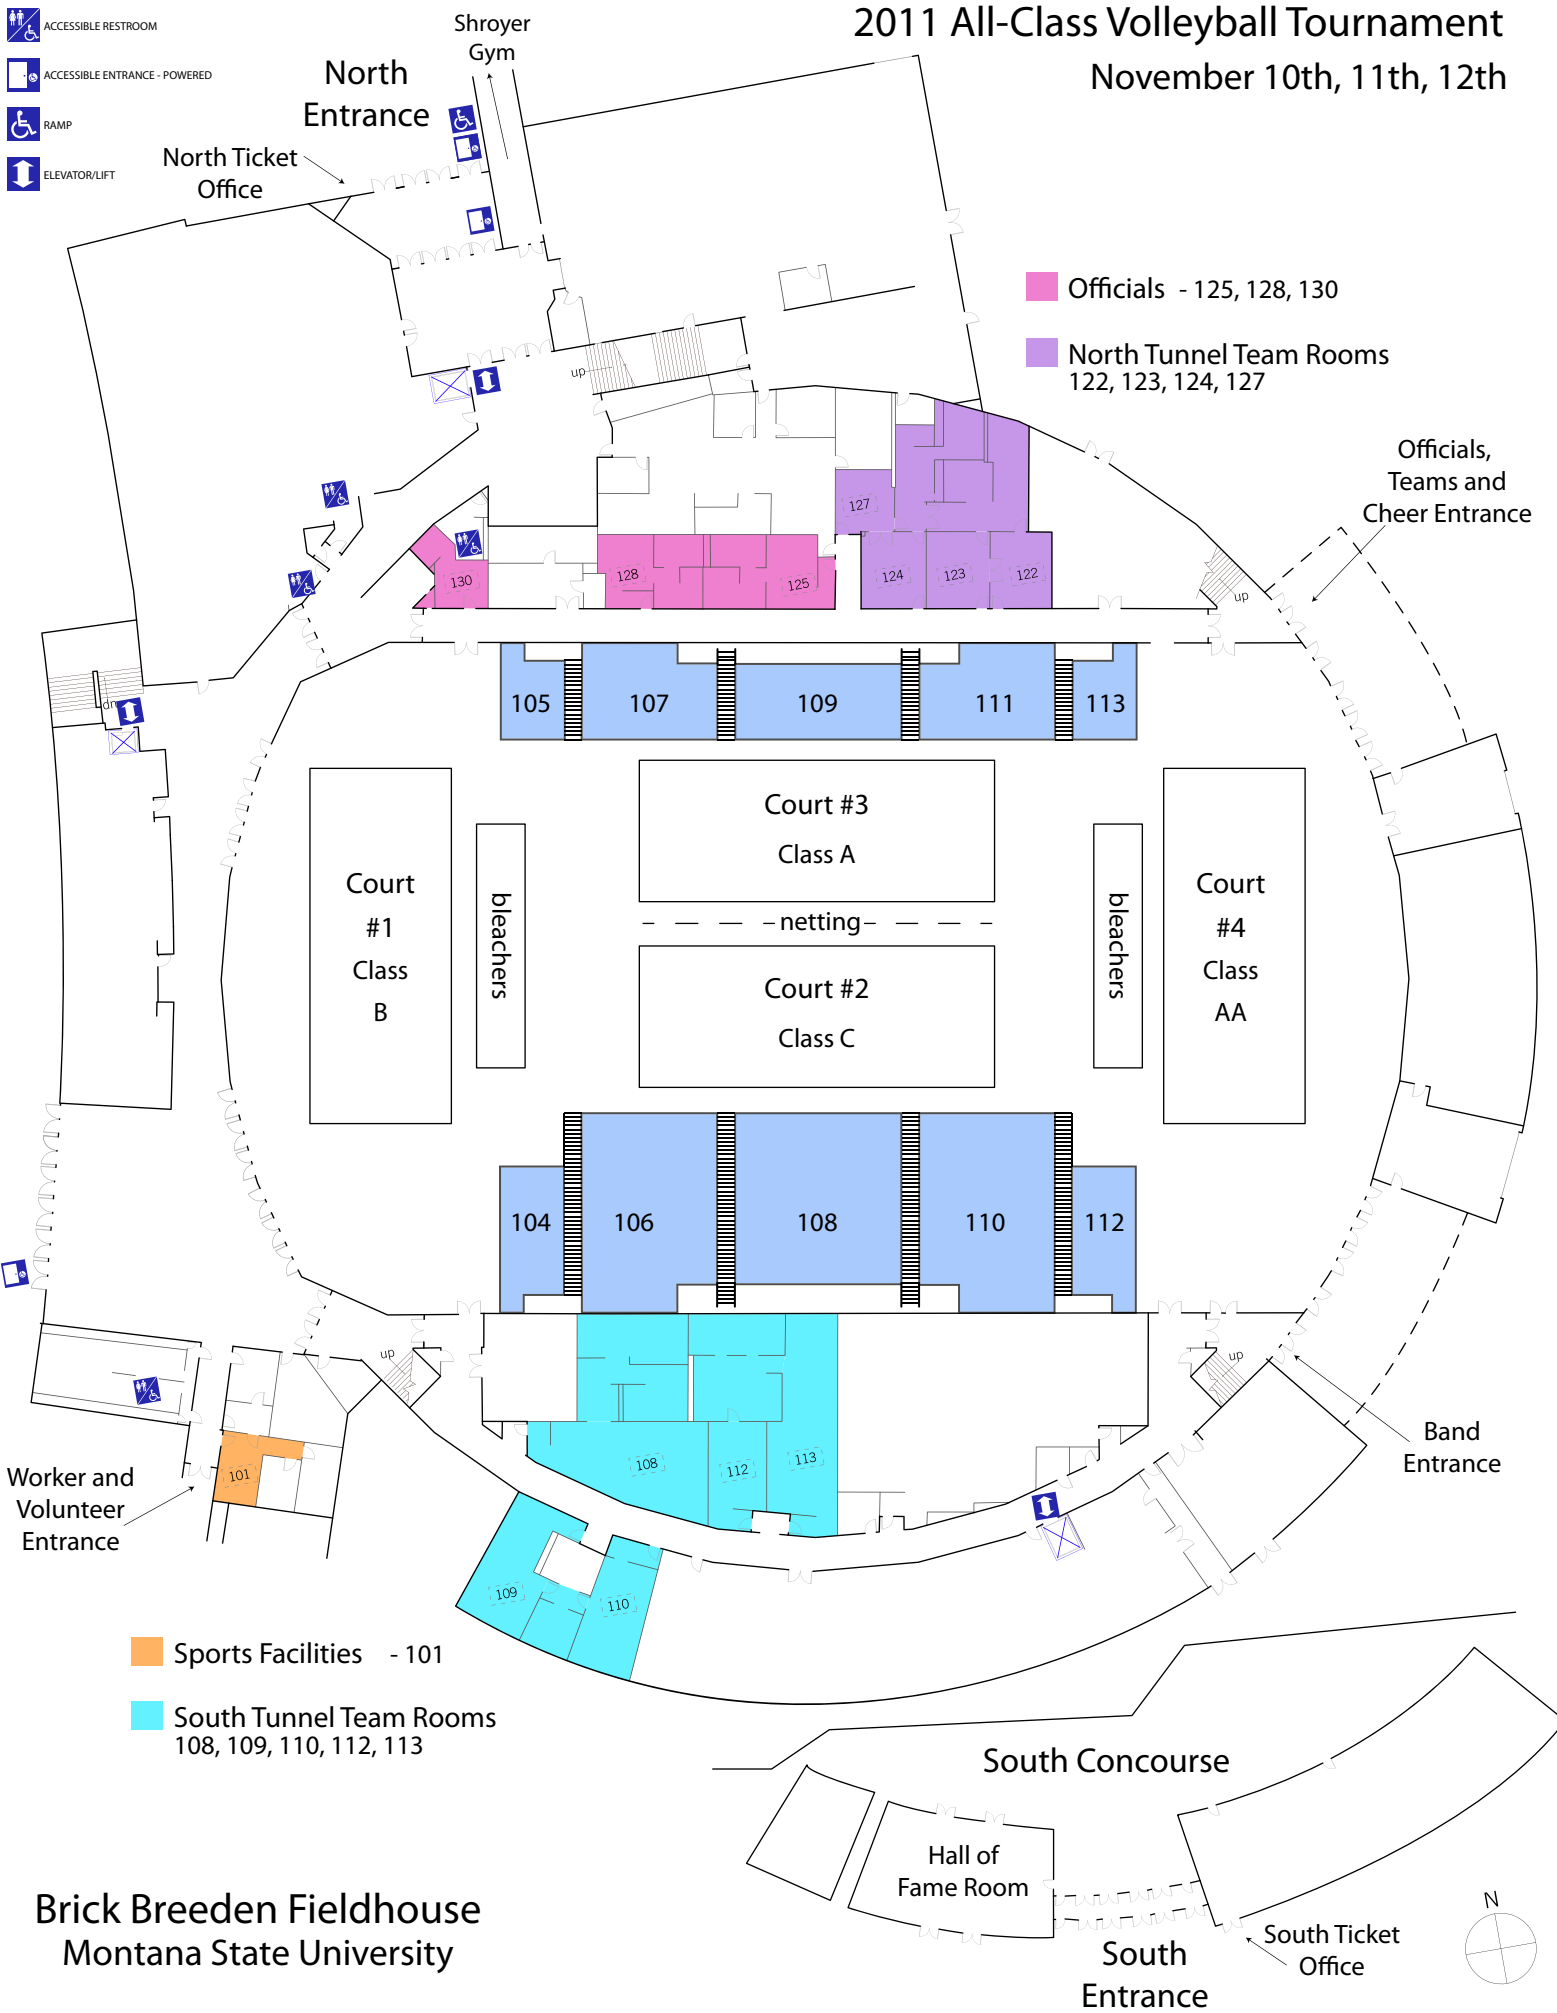 2011 All-Class Volleyball Tournament
November 10th, 11th, 12th
ACCESSIBLE RESTROOM
ACCESSIBLE ENTRANCE - POWERED
RAMP
ELEVATOR/LIFT
Shroyer
Gym
North
Entrance
North Ticket
Office
Officials - 125, 128, 130
North Tunnel Team Rooms
122, 123, 124, 127
Officials,
Teams and
Cheer Entrance
up
127
130
128
125
124
123
122
up
up
105
107
109
111
113
Court #3
Class A
Court
#1
Class
B
bleachers
netting
bleachers
Court
#4
Class
AA
Court #2
Class C
104
106
108
110
112
up
up
108
112
113
101
109
110
Band
Entrance
Worker and
Volunteer
Entrance
Sports Facilities - 101
South Tunnel Team Rooms
108, 109, 110, 112, 113
South Concourse
Hall of
Fame Room
South Ticket
Office
South
Entrance
N
Brick Breeden Fieldhouse
Montana State University